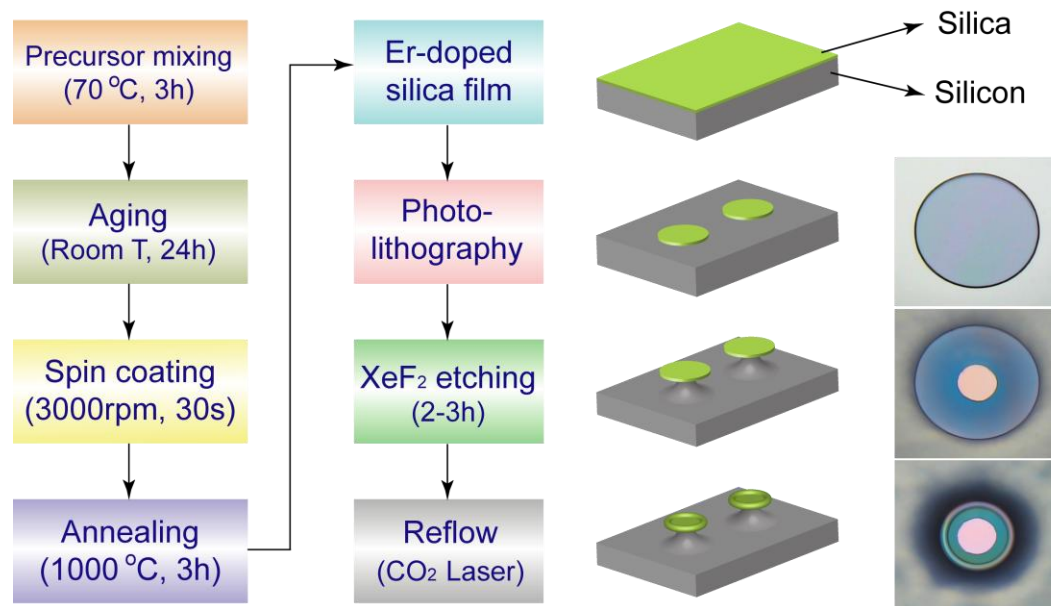 Precursor mixing
(70 °C, 3h)
Aging
(Room T, 24h)
Spin coating
(3000rpm, 30s)
Annealing
(1000 °C, 3h)
Er-doped
silica film
Photo-
lithography
XeF₂ etching
(2-3h)
Reflow
(CO₂ Laser)
Silica
Silicon